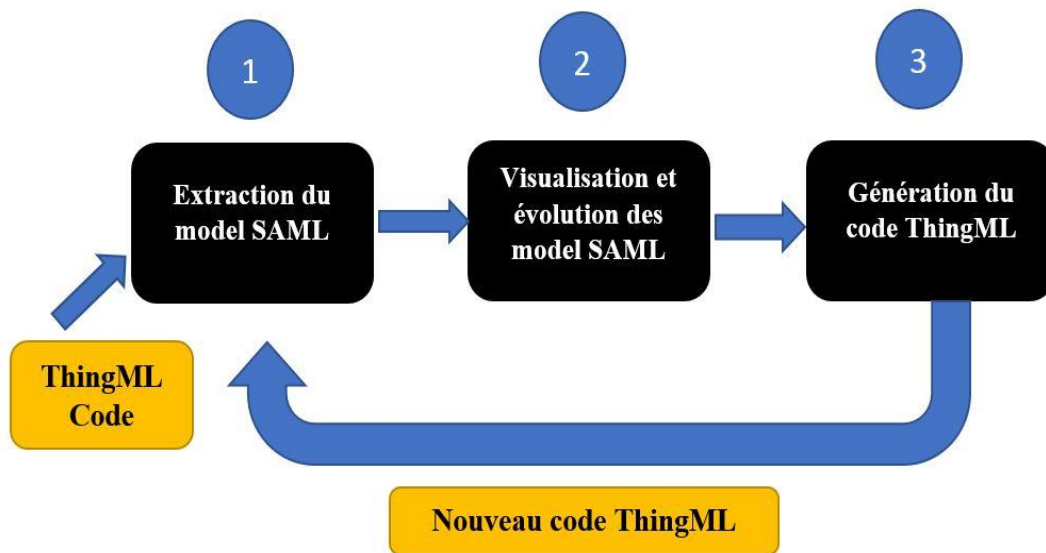 1
2
3
Extraction du
model SAML
Visualisation et
évolution des
model SAML
Génération du
code ThingML
ThingML
Code
Nouveau code ThingML